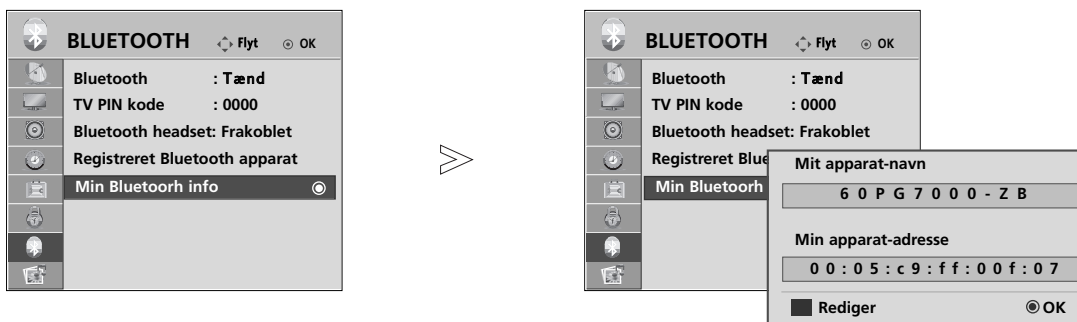 BLUETOOTH Flyt OK
Bluetooth : Tænd
TV PIN kode : 0000
Bluetooth headset: Frakoblet
Registreret Bluetooth apparat
Min Bluetoorh info
BLUETOOTH Flyt OK
Bluetooth : Tænd
TV PIN kode : 0000
Bluetooth headset: Frakoblet
Registreret Blue
Min Bluetoorh
Mit apparat-navn
60PG7000-ZB
Min apparat-adresse
00:05:c9:ff:00f:07
Rediger OK